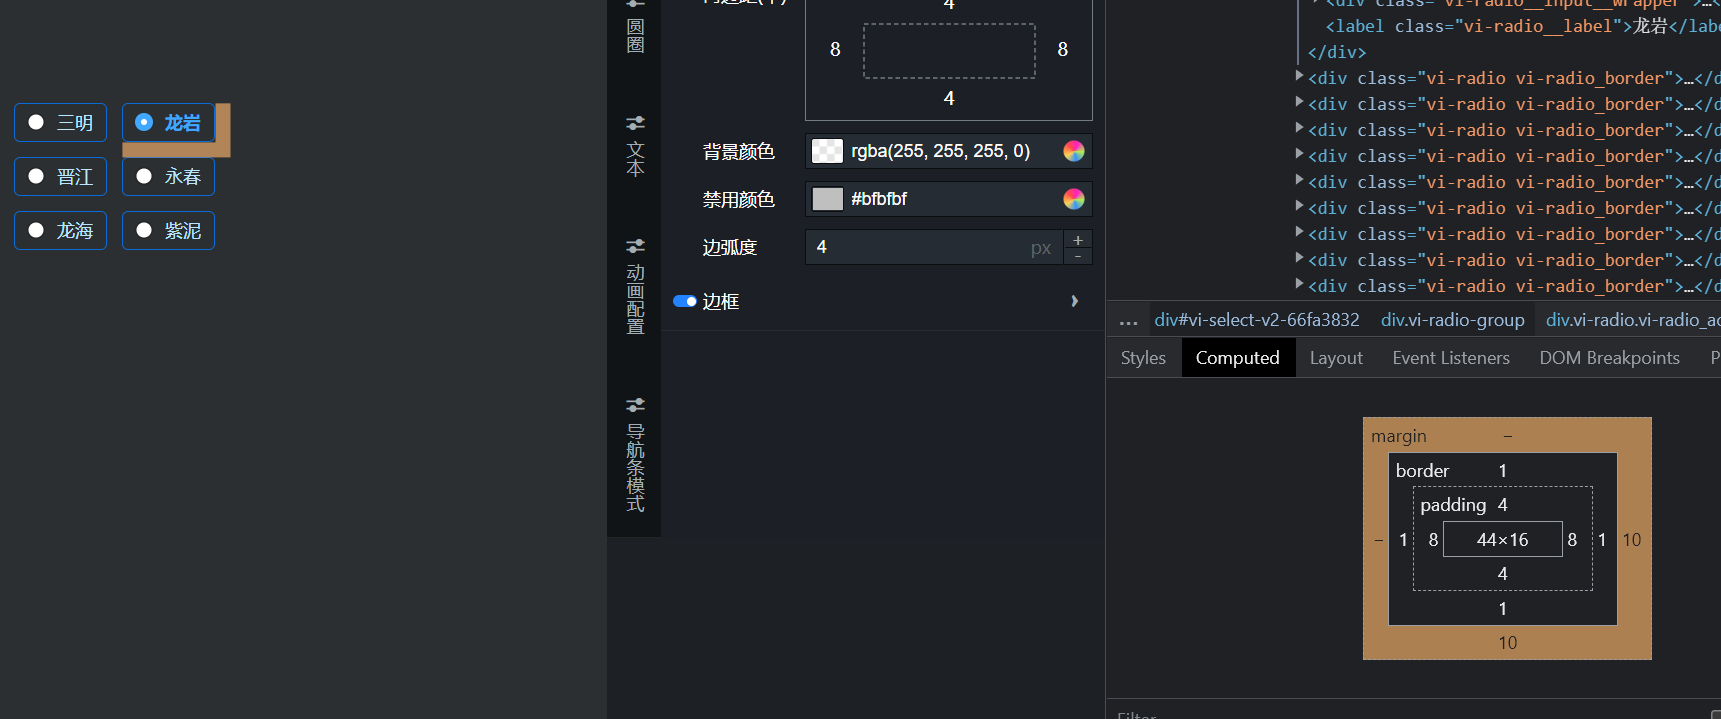 三明
龙岩
晋江
永春
龙海
紫泥
圆圈
文本
动画配置
导航条模式
4
8
8
4
背景颜色
rgba(255, 255, 255, 0)
禁用颜色
#bfbfbf
边弧度
4
px
+
-
边框
<div class="vi-radio__input__wrapper">…<
<label class="vi-radio__label">龙岩</labe
</div>
<div class="vi-radio vi-radio_border">…</d
<div class="vi-radio vi-radio_border">…</d
<div class="vi-radio vi-radio_border">…</d
<div class="vi-radio vi-radio_border">…</d
<div class="vi-radio vi-radio_border">…</d
<div class="vi-radio vi-radio_border">…</d
<div class="vi-radio vi-radio_border">…</d
<div class="vi-radio vi-radio_border">…</d
<div class="vi-radio vi-radio_border">…</d
… div#vi-select-v2-66fa3832 div.vi-radio-group div.vi-radio.vi-radio_ac
Styles Computed Layout Event Listeners DOM Breakpoints P
margin –
border 1
padding 4
– 1 8 44×16 8 1 10
4
1
10
Filter